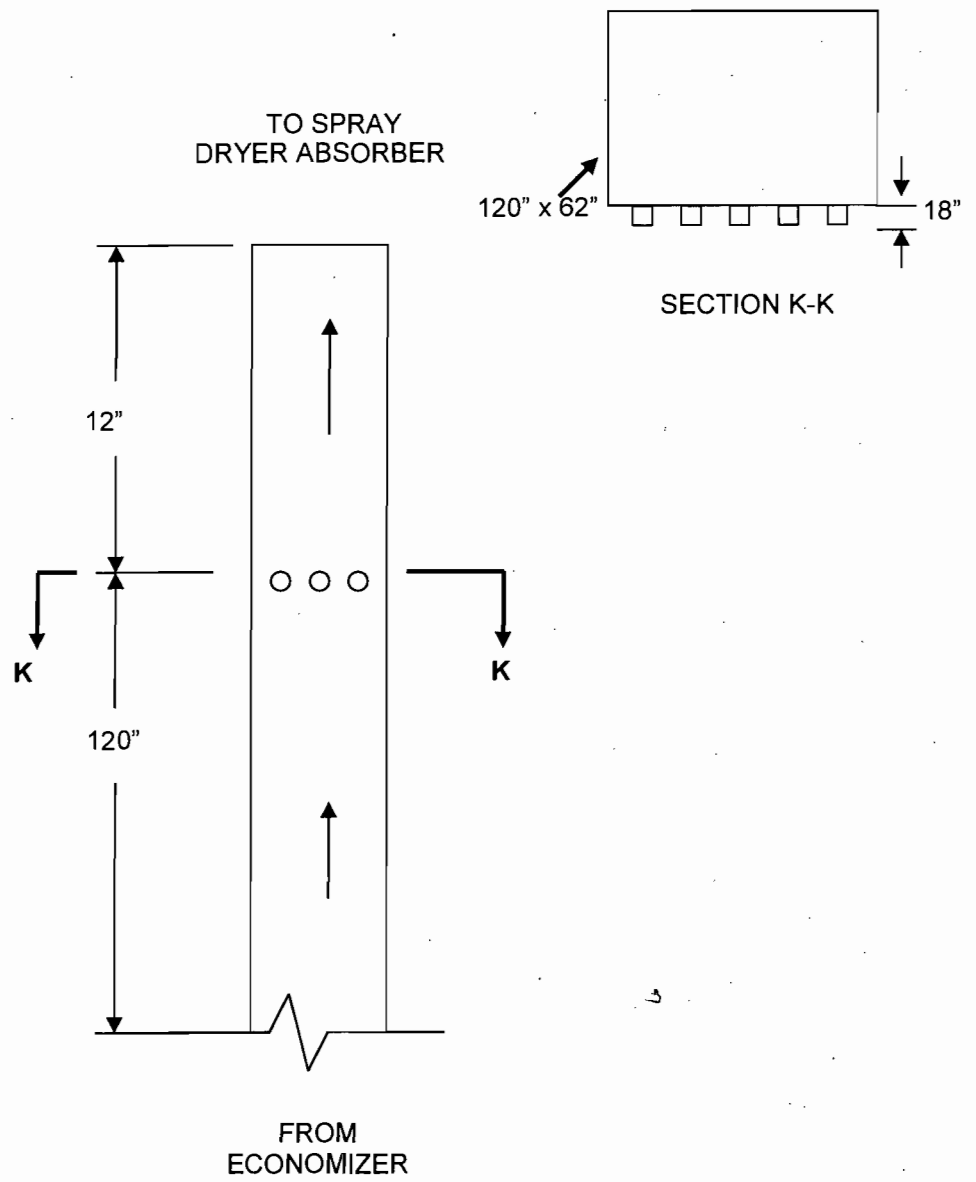 TO SPRAY
DRYER ABSORBER
120” x 62”
18”
SECTION K-K
12”
K
K
120”
FROM
ECONOMIZER